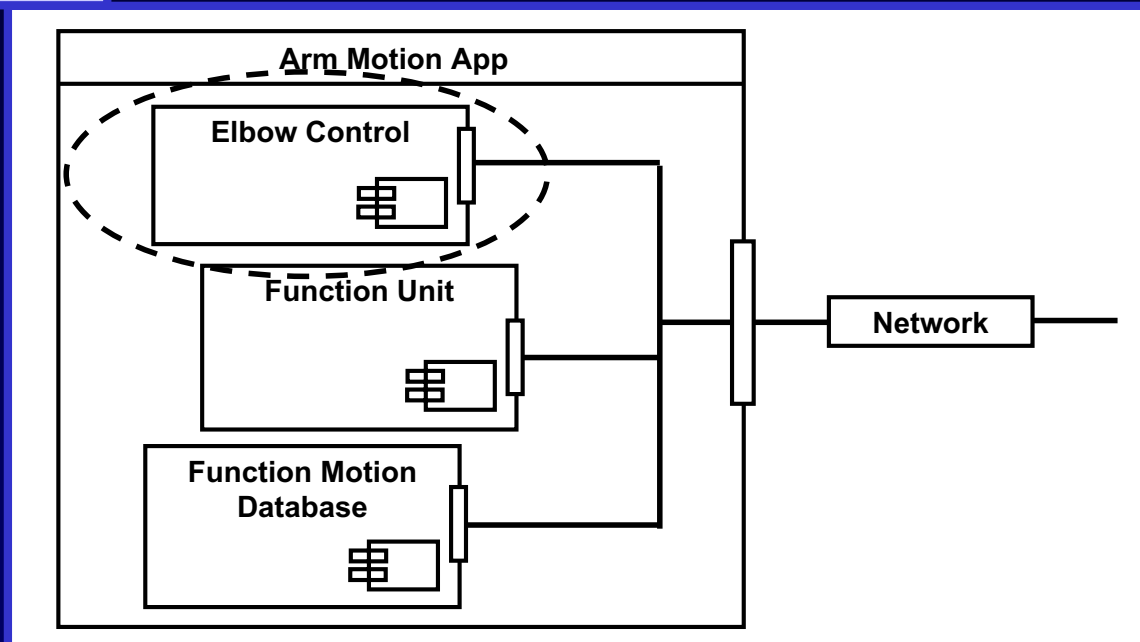 Arm Motion App
Elbow Control
Function Unit
Network
Function Motion
Database